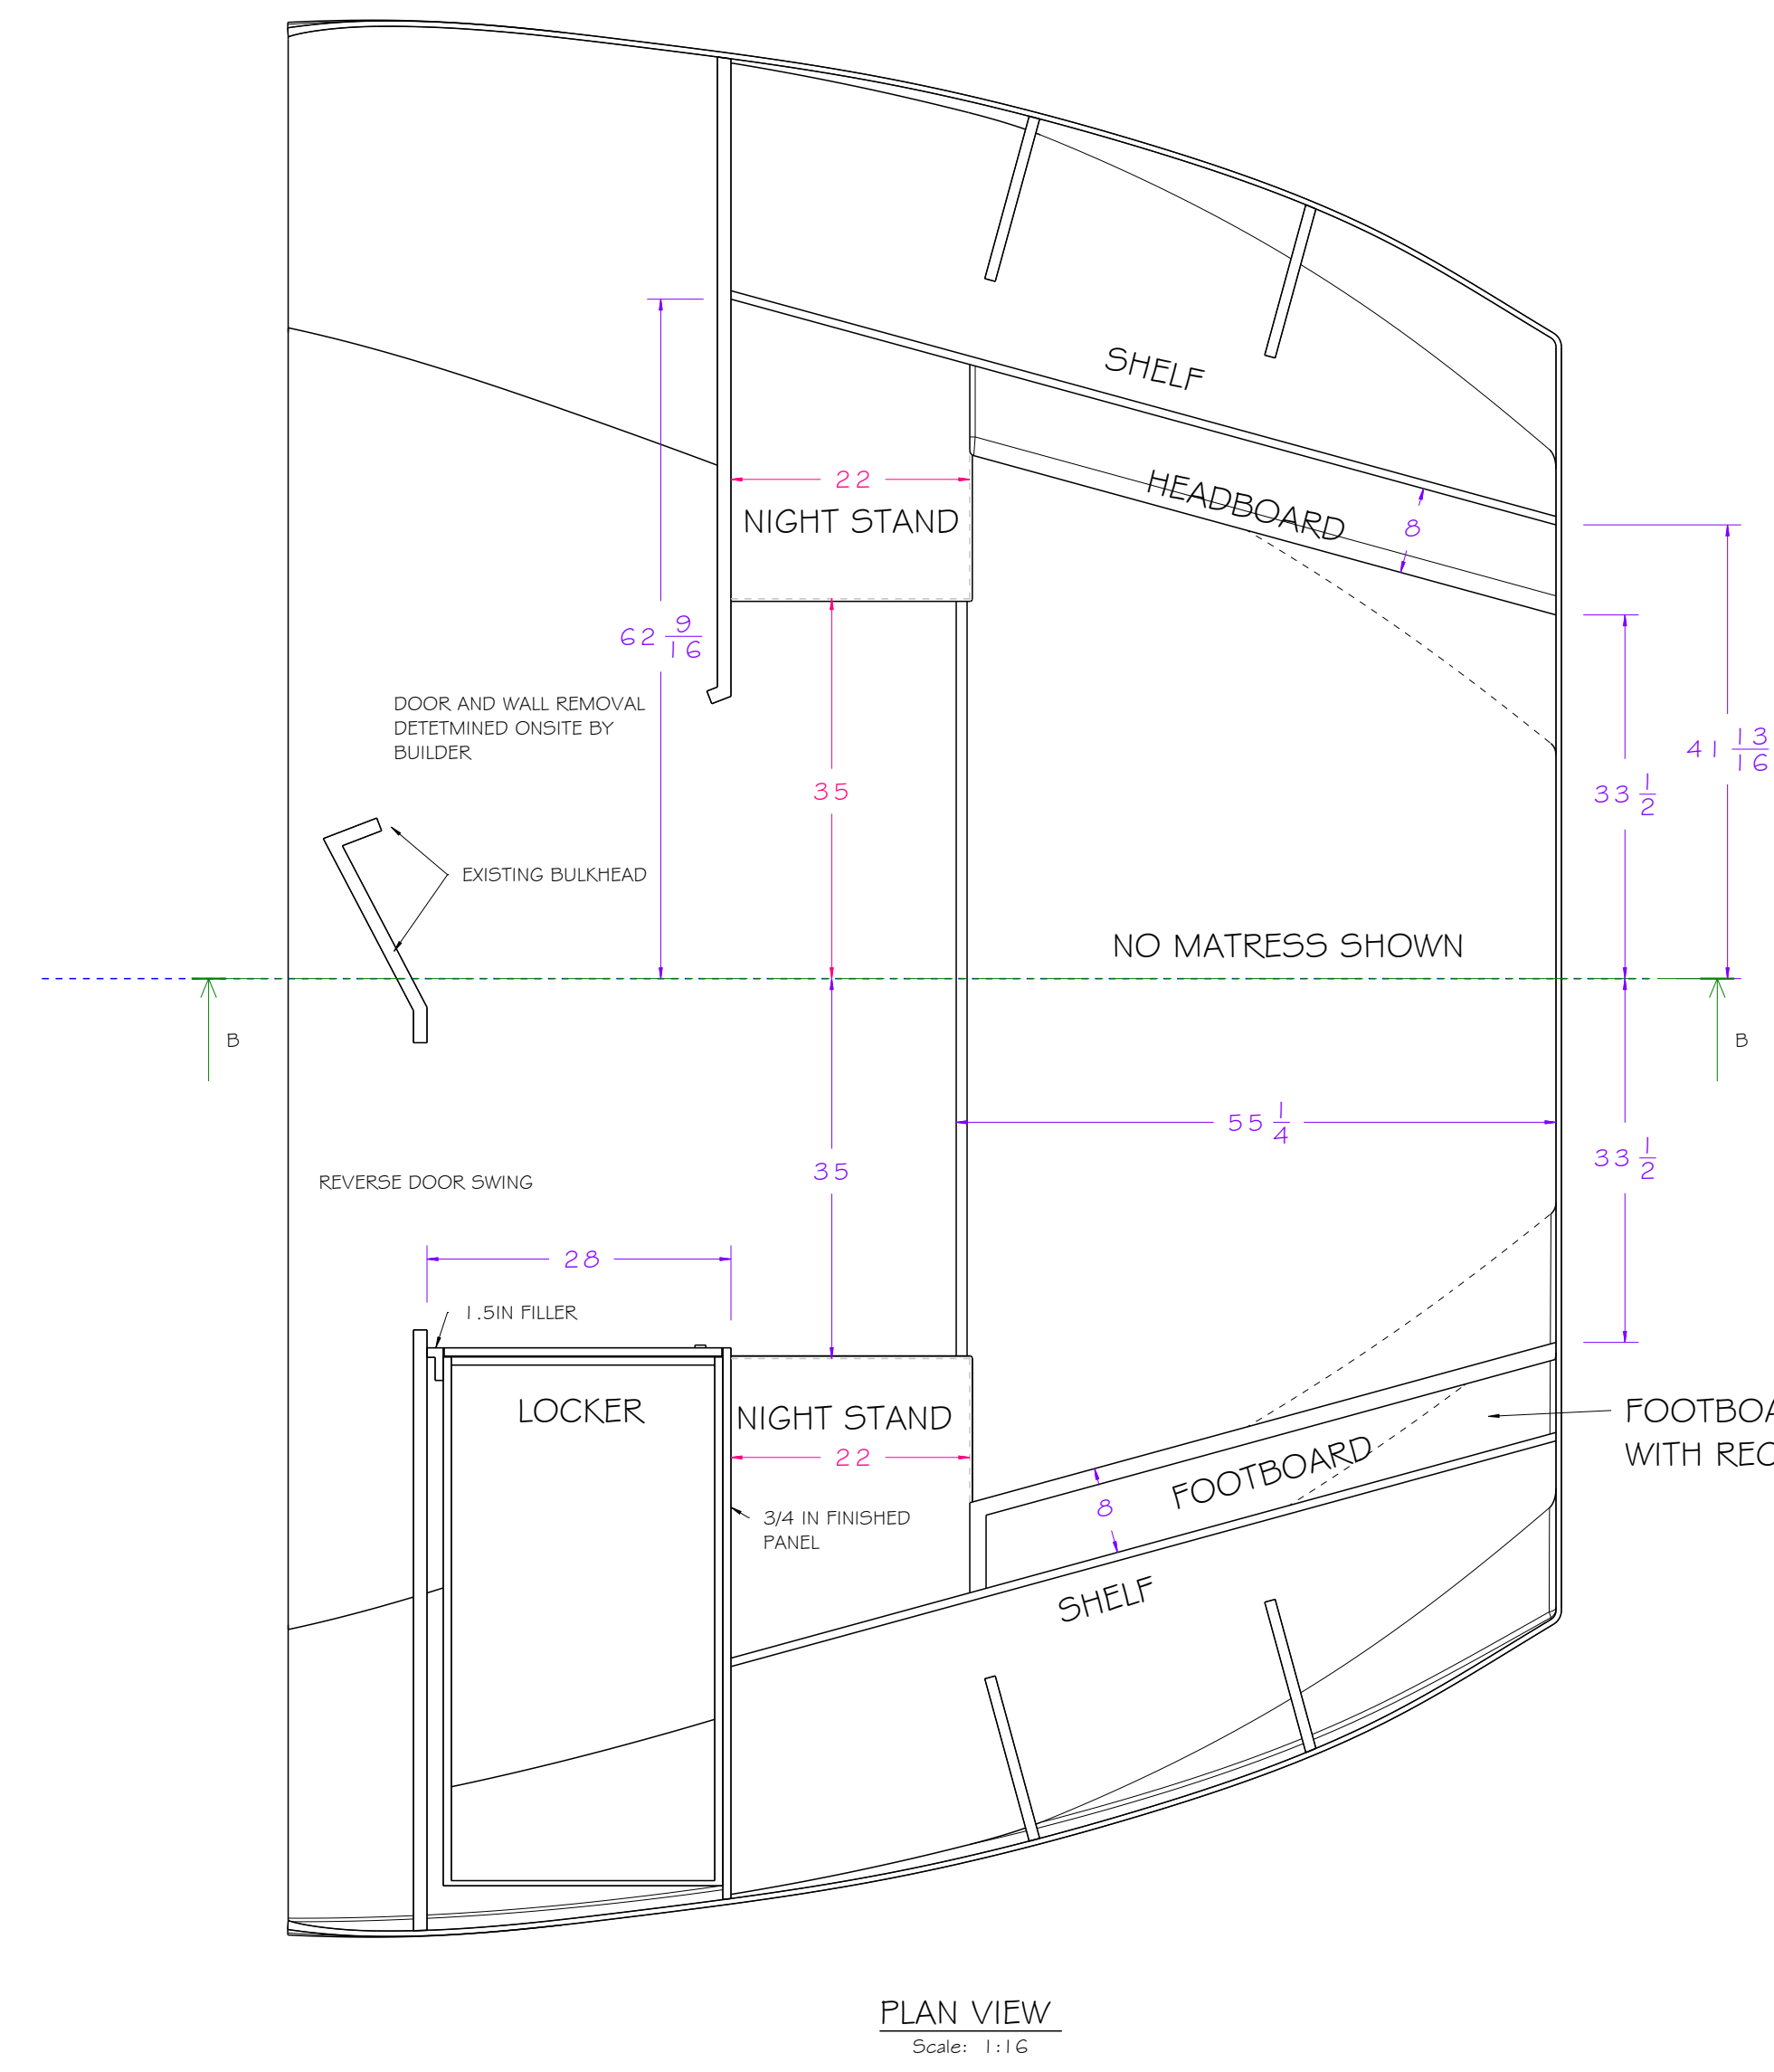 SHELF
HEADBOARD
22
NIGHT STAND
8
62 9/16
DOOR AND WALL REMOVAL
DETETMINED ONSITE BY
BUILDER
41 13/16
33 1/2
35
EXISTING BULKHEAD
NO MATRESS SHOWN
B
B
55 1/4
33 1/2
35
REVERSE DOOR SWING
28
1.5IN FILLER
LOCKER
NIGHT STAND
22
FOOTBOA
WITH REC
FOOTBOARD
8
3/4 IN FINISHED
PANEL
SHELF
PLAN VIEW
Scale: 1:16